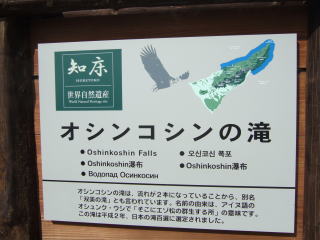 知床
SHIRETOKO
世界自然遺産
World Natural Heritage site
オシンコシンの滝
● Oshinkoshin Falls
● 오신코신 폭포
● Oshinkoshin瀑布
● Oshinkoshin瀑布
● Водопад Осинкосин
オシンコシンの滝は、流れが２本になっていることから、別名
「双美の滝」とも言われています。名前の由来は、アイヌ語の
オシュンク・ウシで「そこにエゾ松の群生する所」の意味です。
この滝は平成２年、日本の滝百選に選定されました。